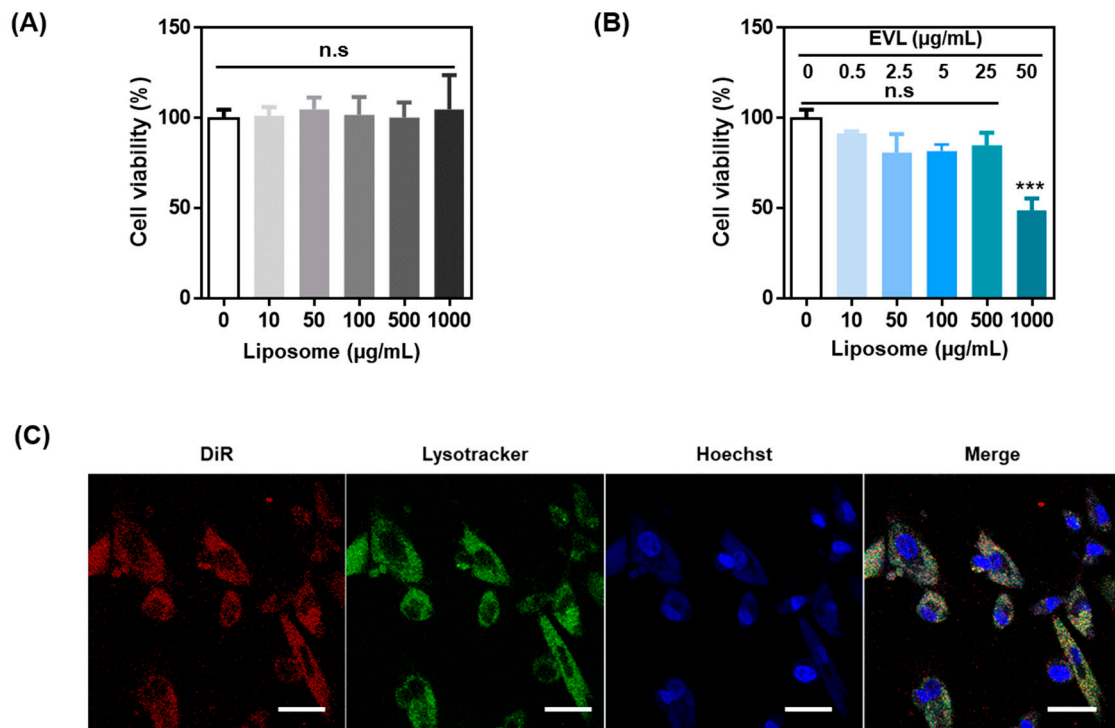 (A)
150
100
50
0
Cell viability (%)
n.s
0 10 50 100 500 1000
Liposome (µg/mL)
(B)
150
100
50
0
Cell viability (%)
EVL (µg/mL)
0 0.5 2.5 5 25 50
n.s
***
0 10 50 100 500 1000
Liposome (µg/mL)
(C)
DiR Lysotracker Hoechst Merge